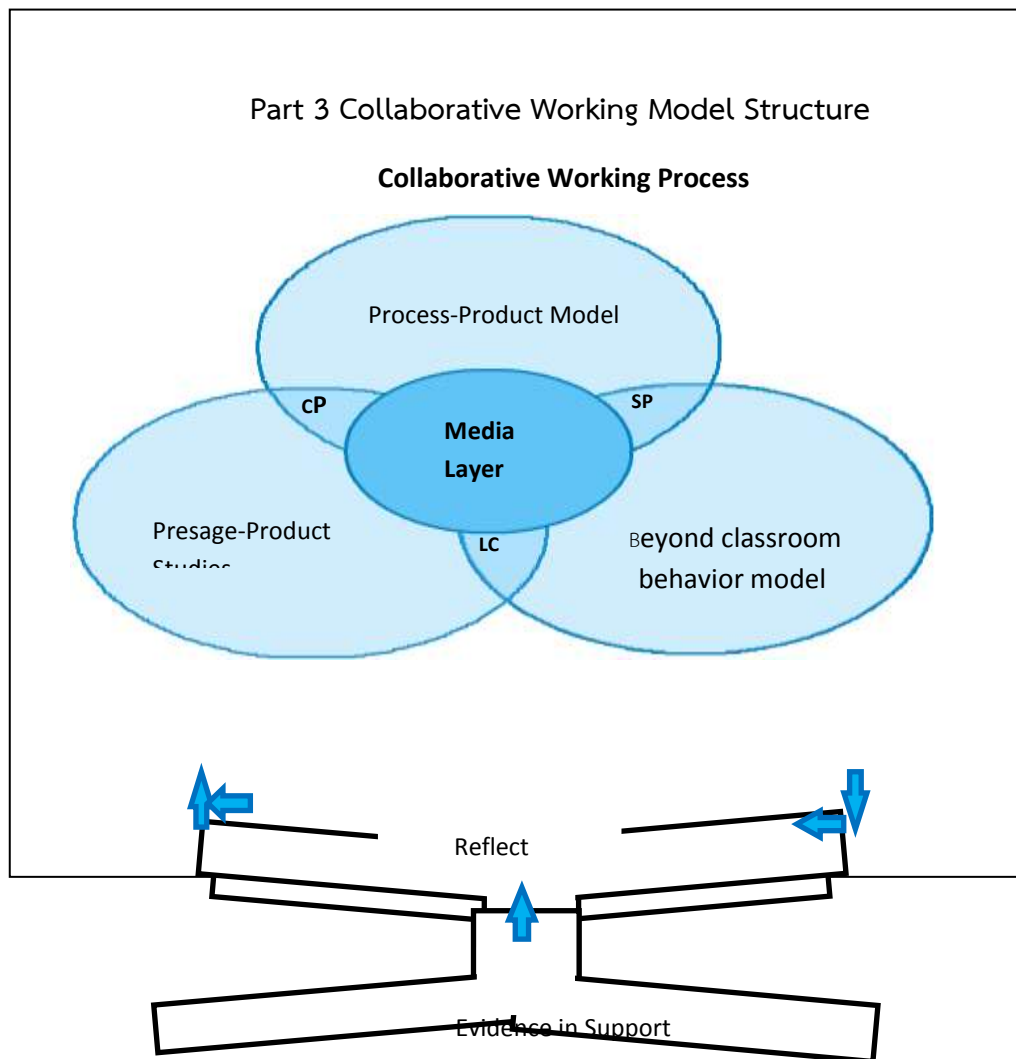 Part 3 Collaborative Working Model Structure
Collaborative Working Process
Process-Product Model
CP
SP
Media
Layer
Presage-Product
Studies
LC
Beyond classroom
behavior model
Reflect
Evidence in Support